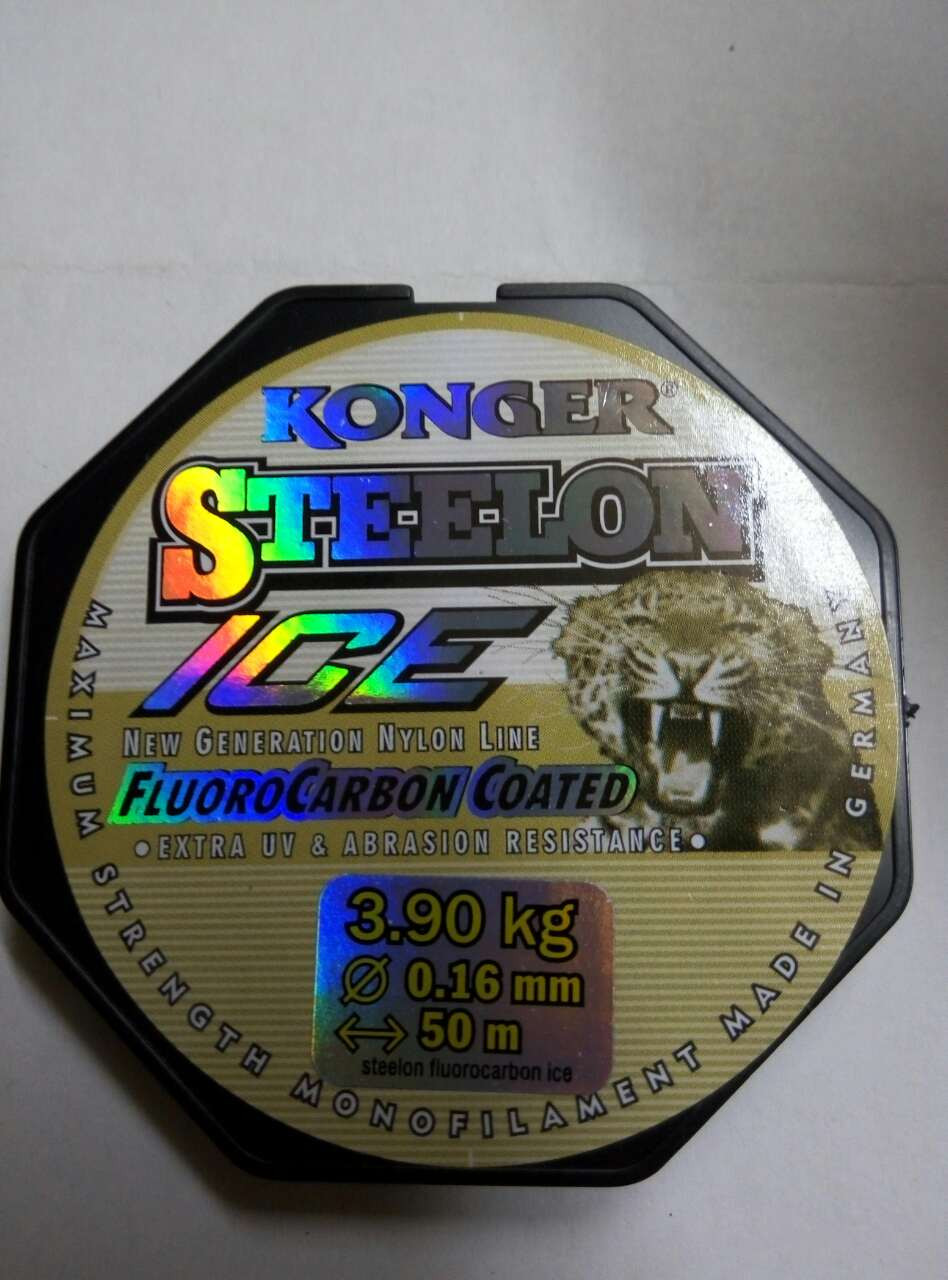 KONGER®
STEELON
ICE
NEW GENERATION NYLON LINE
FLUOROCARBON COATED
• EXTRA UV & ABRASION RESISTANCE •
3.90 kg
Ø 0.16 mm
↔ 50 m
steelon fluorocarbon ice
MAXIMUM STRENGTH MONOFILAMENT MADE IN GERMANY